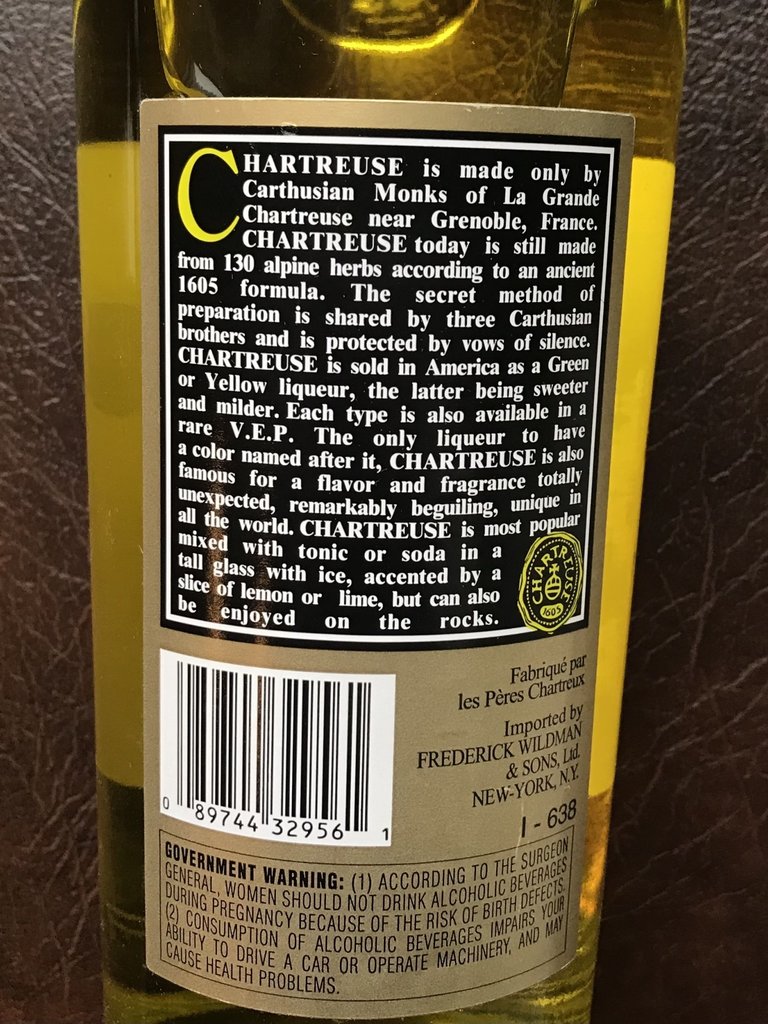 CHARTREUSE is made only by
Carthusian Monks of La Grande
Chartreuse near Grenoble, France.
CHARTREUSE today is still made
from 130 alpine herbs according to an ancient
1605 formula. The secret method of
preparation is shared by three Carthusian
brothers and is protected by vows of silence.
CHARTREUSE is sold in America as a Green
or Yellow liqueur, the latter being sweeter
and milder. Each type is also available in a
rare V.E.P. The only liqueur to have
a color named after it, CHARTREUSE is also
famous for a flavor and fragrance totally
unexpected, remarkably beguiling, unique in
all the world. CHARTREUSE is most popular
mixed with tonic or soda in a
tall glass with ice, accented by a
slice of lemon or lime, but can also
be enjoyed on the rocks.
CHARTREUSE
1605
Fabriqué par
les Pères Chartreux
Imported by
FREDERICK WILDMAN
& SONS, Ltd.
NEW-YORK, N.Y.
I - 638
0 89744 32956 1
GOVERNMENT WARNING: (1) ACCORDING TO THE SURGEON
GENERAL, WOMEN SHOULD NOT DRINK ALCOHOLIC BEVERAGES
DURING PREGNANCY BECAUSE OF THE RISK OF BIRTH DEFECTS.
(2) CONSUMPTION OF ALCOHOLIC BEVERAGES IMPAIRS YOUR
ABILITY TO DRIVE A CAR OR OPERATE MACHINERY, AND MAY
CAUSE HEALTH PROBLEMS.